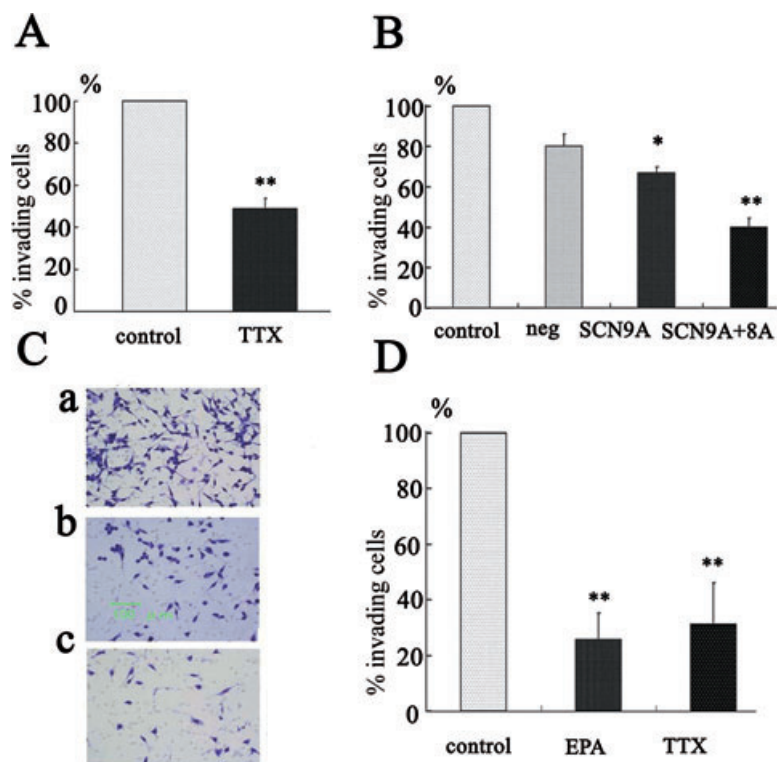 A
%
100
80
60
40
20
0
% invading cells
**
control TTX
B
%
100
80
60
40
20
0
% invading cells
*
**
control neg SCN9A SCN9A+8A
C
a
b
c
D
%
100
80
60
40
20
0
% invading cells
**
**
control EPA TTX